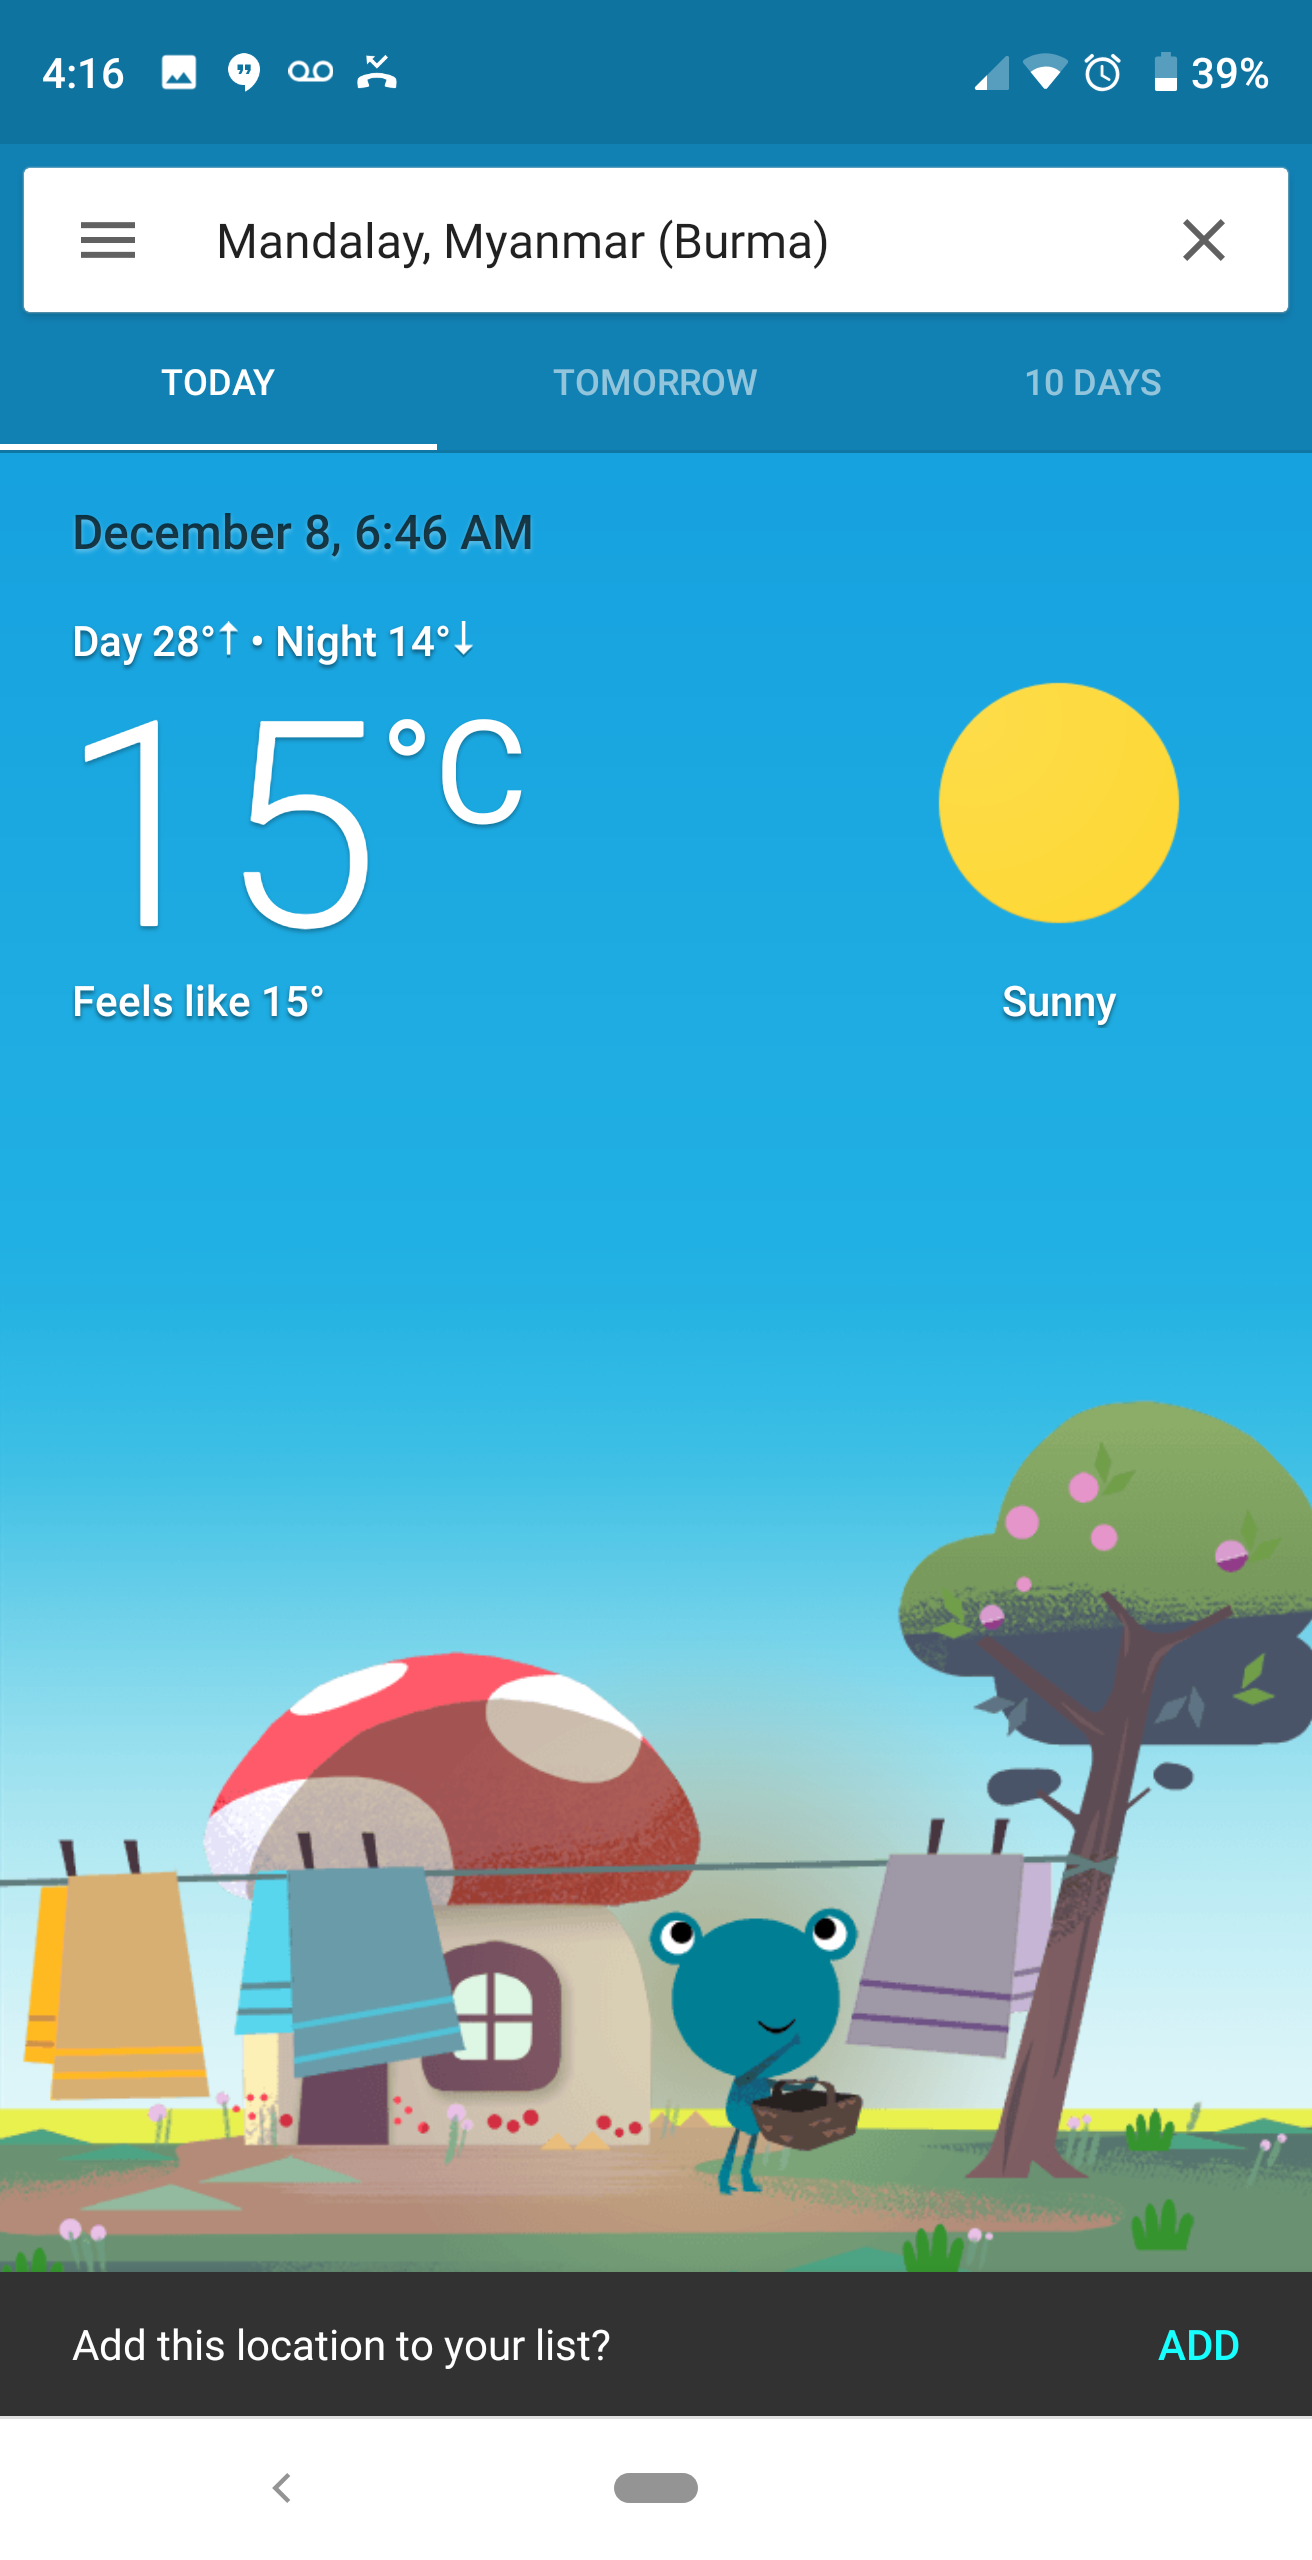 4:16
39%
Mandalay, Myanmar (Burma)
TODAY
TOMORROW
10 DAYS
December 8, 6:46 AM
Day 28°↑ • Night 14°↓
15°C
Feels like 15°
Sunny
Add this location to your list?
ADD